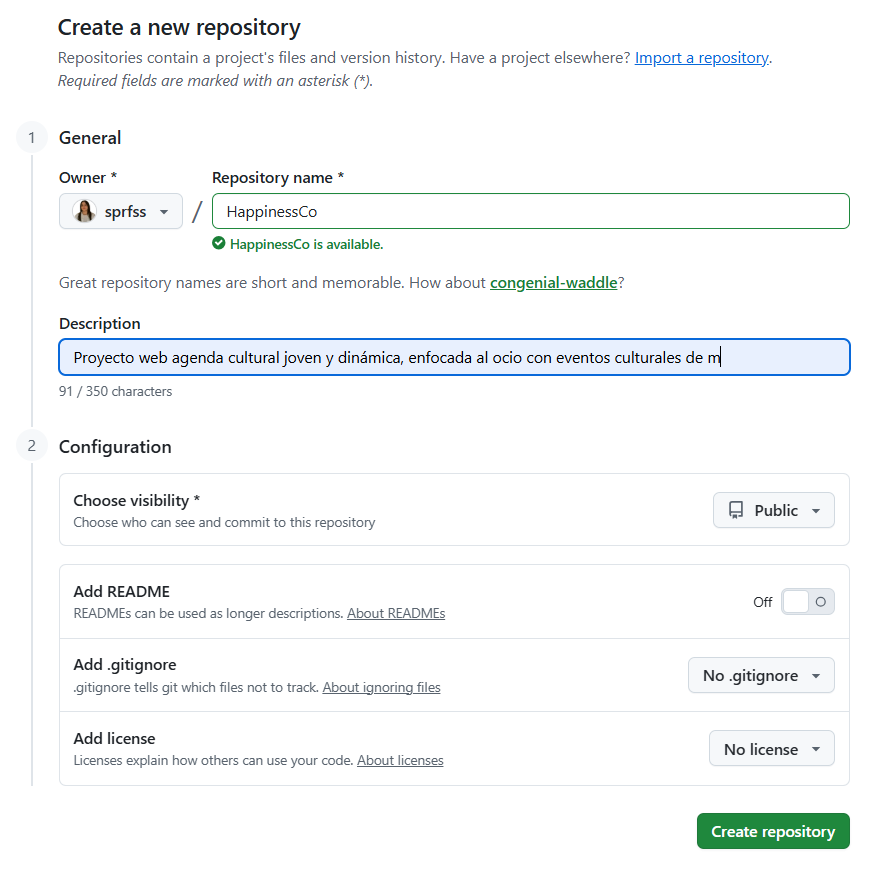 Create a new repository
Repositories contain a project's files and version history. Have a project elsewhere? Import a repository.
Required fields are marked with an asterisk (*).
1 General
Owner * Repository name *
sprfss / HappinessCo
HappinessCo is available.
Great repository names are short and memorable. How about congenial-waddle?
Description
Proyecto web agenda cultural joven y dinámica, enfocada al ocio con eventos culturales de m
91 / 350 characters
2 Configuration
Choose visibility *
Choose who can see and commit to this repository
Public
Add README
READMEs can be used as longer descriptions. About READMEs
Off
Add .gitignore
.gitignore tells git which files not to track. About ignoring files
No .gitignore
Add license
Licenses explain how others can use your code. About licenses
No license
Create repository